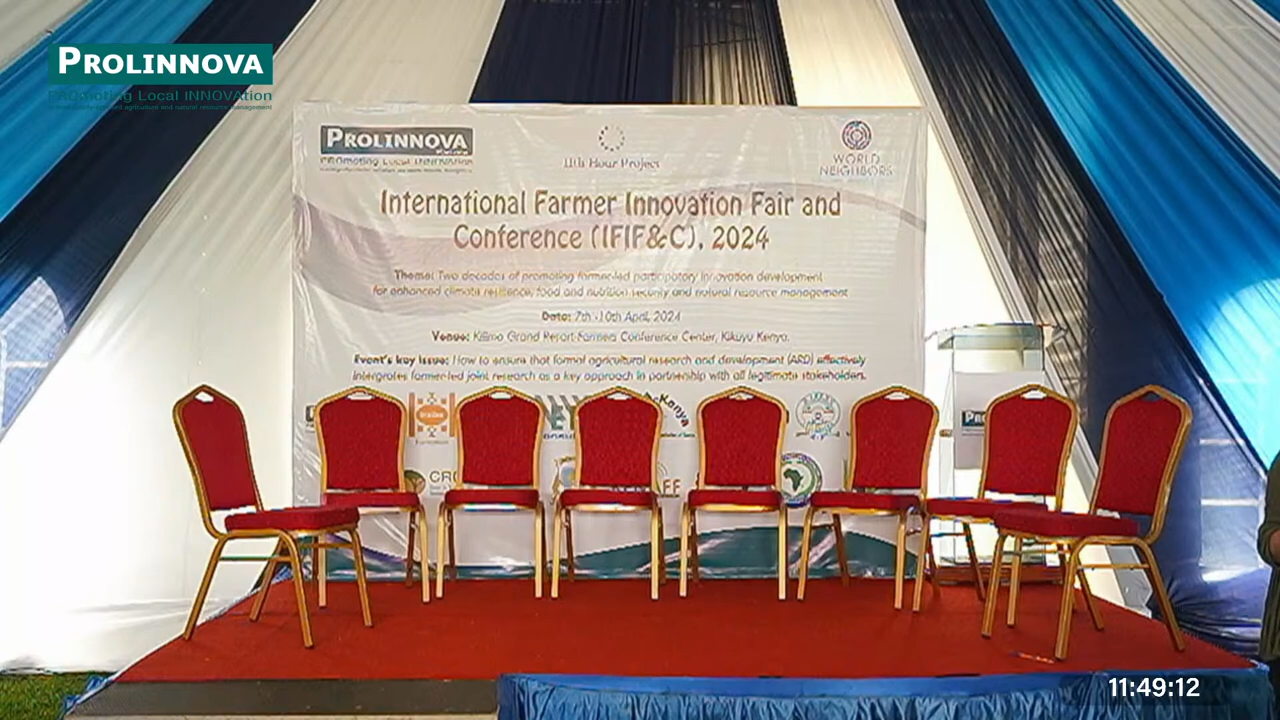 PROLINNOVA
PROmoting Local INNOVAtion
PROLINNOVA
PROmoting Local INNOVAtion
11th Hour Project
WORLD
NEIGHBORS
International Farmer Innovation Fair and
Conference (IFIF&C), 2024
Theme: Two decades of promoting farmer-led participatory innovation development
for enhanced climate resilience, food and nutrition security and natural resource management
Date: 7th -10th April, 2024
Venue: Kilimo Grand Resort-Farmers Conference Center, Kikuyu Kenya.
Event's key issue: How to ensure that formal agricultural research and development (ARD) effectively
intergrates farmer-led joint research as a key approach in partnership with all legitimate stakeholders.
Kenya
11:49:12